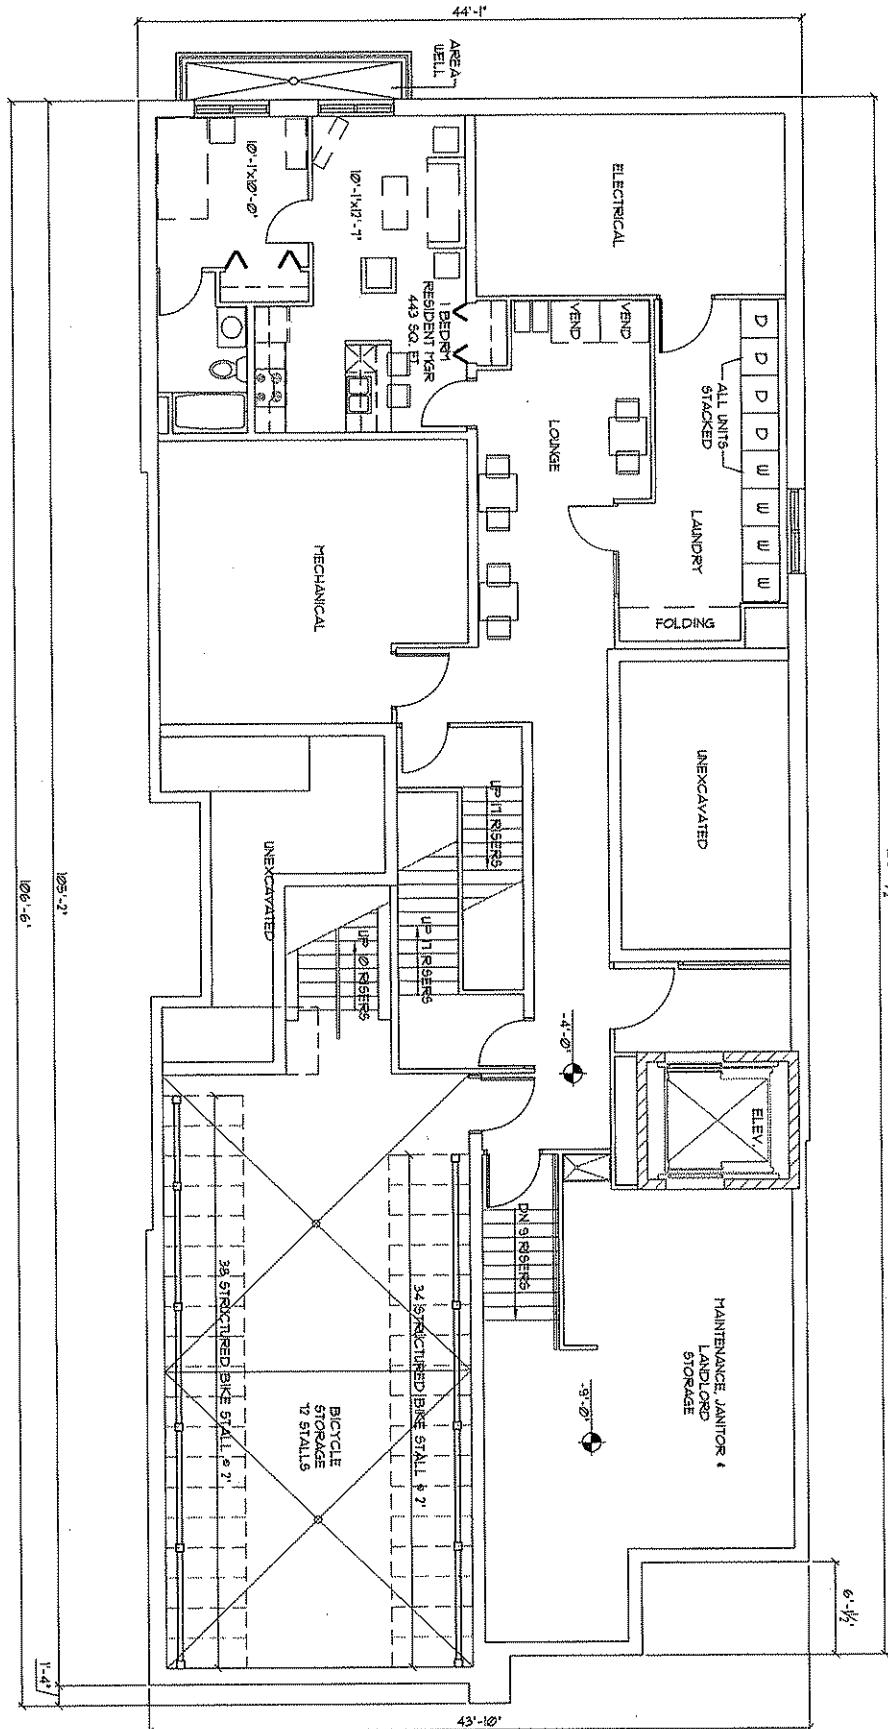 44'-1"
AREA
WELL
10'-1"x10'-0"
10'-1"x12'-7"
1 BEDRM
RESIDENT MGR
443 SQ. FT
ELECTRICAL
VEND
VEND
D
D
D
D
W
W
W
W
ALL UNITS
STACKED
LOUNGE
LAUNDRY
FOLDING
MECHANICAL
UNEXCAVATED
UNEXCAVATED
UP 17 RISERS
UP 17 RISERS
UP 10 RISERS
-4'-0"
ELEV.
DN 9 RISERS
MAINTENANCE, JANITOR &
LANDLORD
STORAGE
-9'-0"
38 STRUCTURED BIKE STALL @ 2'
34 STRUCTURED BIKE STALL @ 2'
BICYCLE
STORAGE
72 STALLS
6'-1/2"
105'-2"
106'-6"
1'-4"
43'-10"